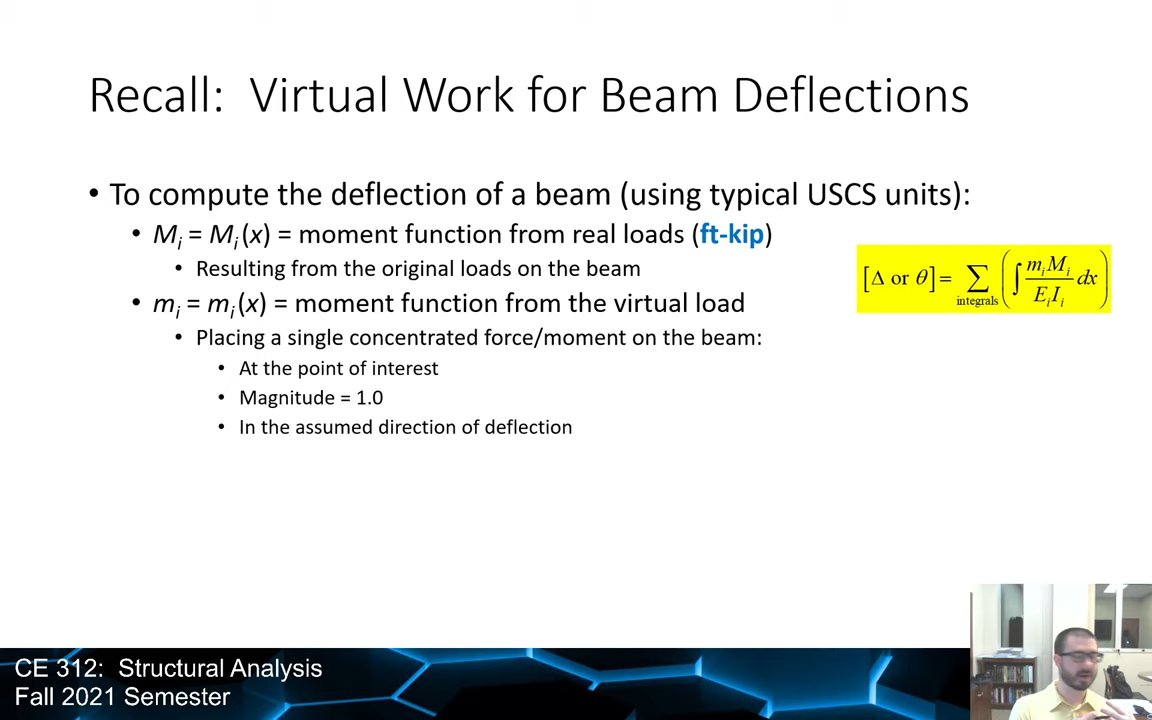 Recall: Virtual Work for Beam Deflections
• To compute the deflection of a beam (using typical USCS units):
• Mᵢ = Mᵢ(x) = moment function from real loads (ft-kip)
• Resulting from the original loads on the beam
• mᵢ = mᵢ(x) = moment function from the virtual load
• Placing a single concentrated force/moment on the beam:
• At the point of interest
• Magnitude = 1.0
• In the assumed direction of deflection
[Δ or θ] = ∑ integrals (∫ mᵢMᵢ / EᵢIᵢ dx)
CE 312: Structural Analysis
Fall 2021 Semester